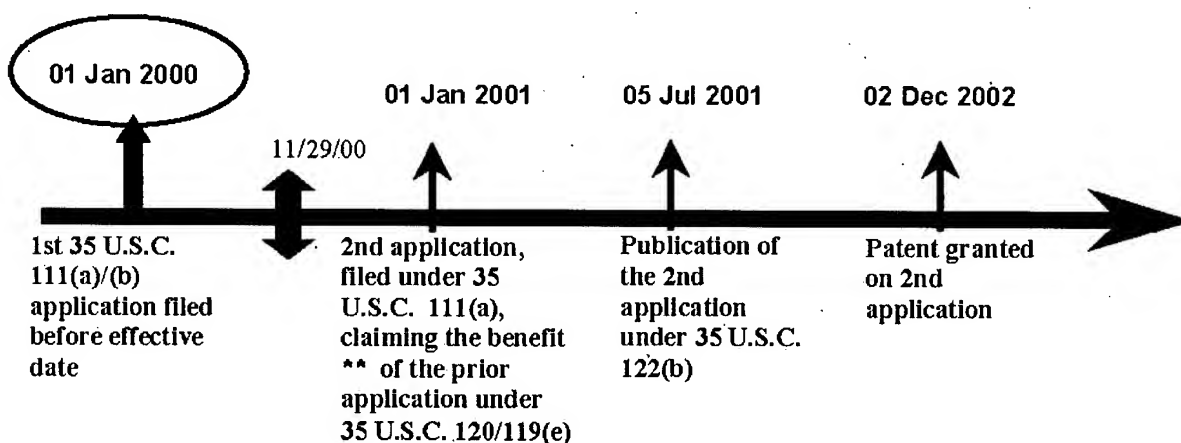 01 Jan 2000
01 Jan 2001
05 Jul 2001
02 Dec 2002
11/29/00
1st 35 U.S.C.
111(a)/(b)
application filed
before effective
date
2nd application,
filed under 35
U.S.C. 111(a),
claiming the benefit
** of the prior
application under
35 U.S.C. 120/119(e)
Publication of
the 2nd
application
under 35 U.S.C.
122(b)
Patent granted
on 2nd
application